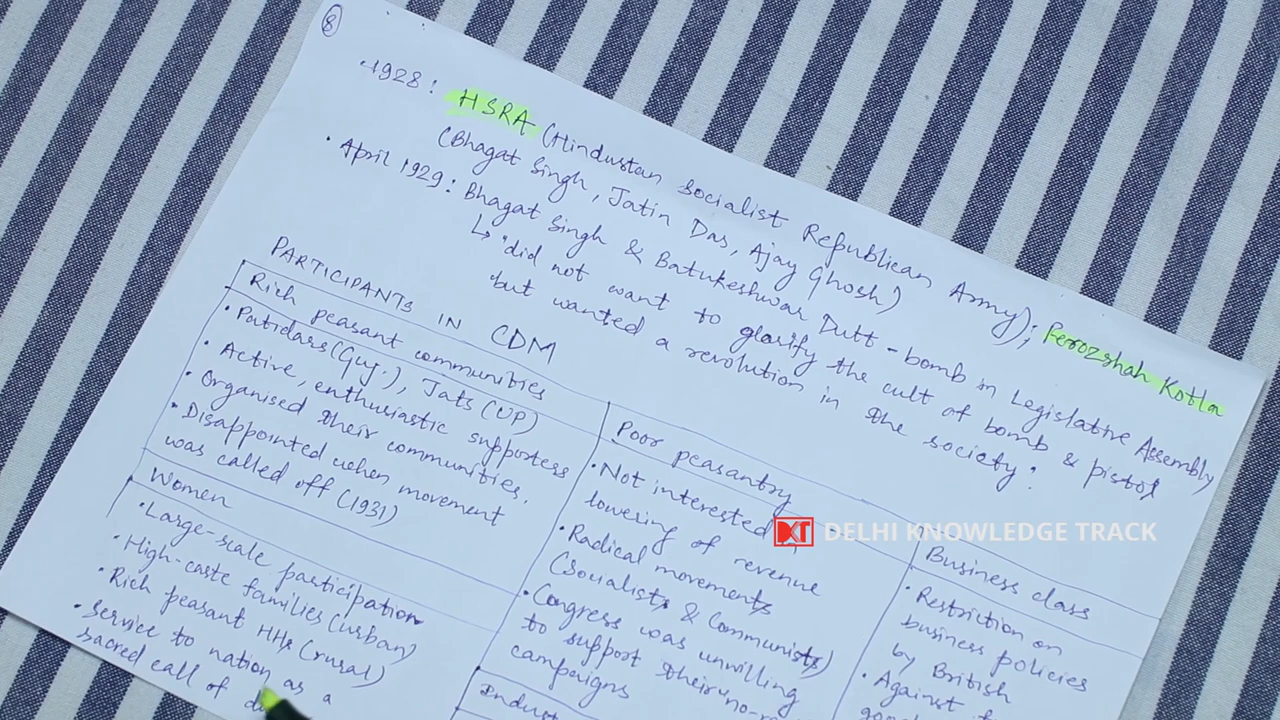 8
• 1928 : HSRA (Hindustan Socialist Republican Army); Ferozshah Kotla
(Bhagat Singh, Jatin Das, Ajay Ghosh)
• April 1929 : Bhagat Singh & Batukeshwar Dutt - bomb in Legislative Assembly
↳ "did not want to glorify the cult of bomb & pistol
but wanted a revolution in the society."
PARTICIPANTS IN CDM
Rich peasant communities
• Patidars (Guj.), Jats (UP)
• Active, enthusiastic supporters
• Organised their communities.
• Disappointed when movement
was called off (1931)
Poor peasantry
• Not interested
lowering of revenue
• Radical movements
(Socialists & Communists)
• Congress was unwilling
to support their
campaigns
Business class
• Restriction on
business policies
by British
• Against
Women
• Large-scale participation
• High-caste families (urban)
• Rich peasant HHs (rural)
• Service to nation as a
sacred call of
DKT DELHI KNOWLEDGE TRACK